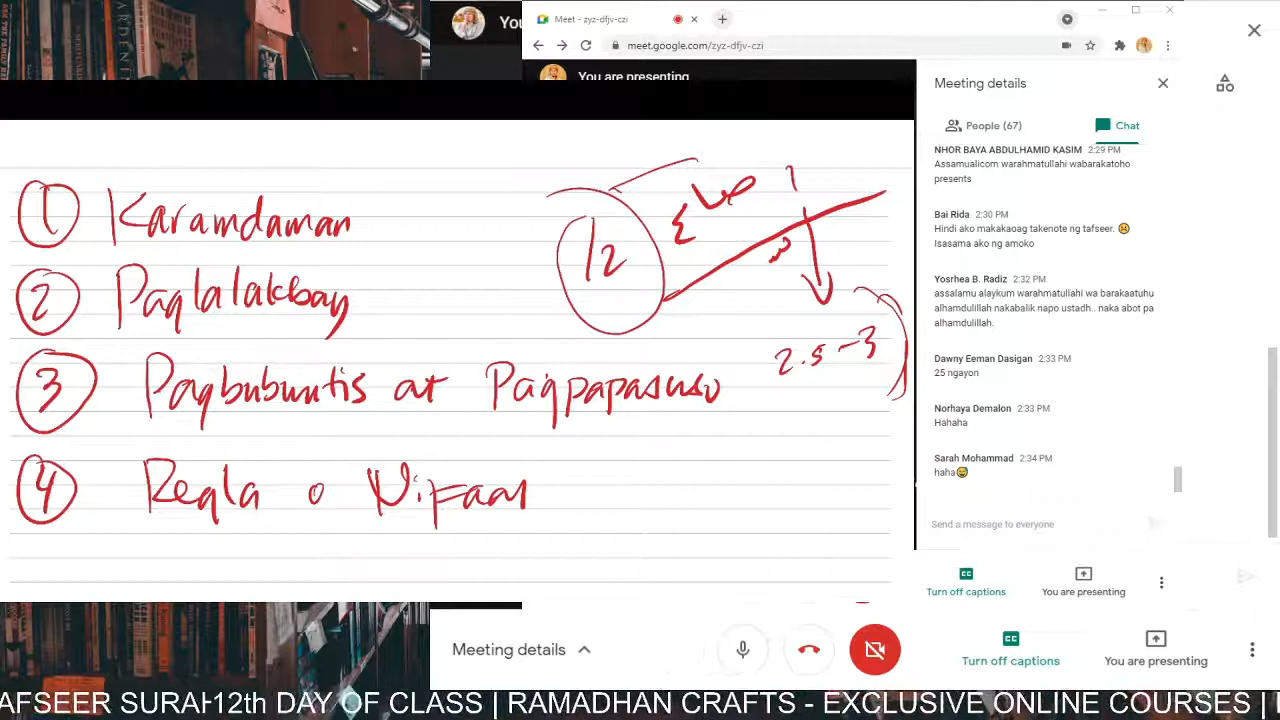 You
Meet - zyz-dfjv-czi
meet.google.com/zyz-dfjv-czi
You are presenting
Meeting details
People (67)
Chat
NHOR BAYA ABDULHAMID KASIM 2:29 PM
Assamualicom warahmatullahi wabarakatoho
presents
Bai Rida 2:30 PM
Hindi ako makakaoag takenote ng tafseer. ☹️
Isasama ako ng amoko
Yosrhea B. Radiz 2:32 PM
assalamu alaykum warahmatullahi wa barakaatuhu
alhamdulillah nakabalik napo ustadh.. naka abot pa
alhamdulillah.
Dawny Eeman Dasigan 2:33 PM
25 ngayon
Norhaya Demalon 2:33 PM
Hahaha
Sarah Mohammad 2:34 PM
haha😅
Send a message to everyone
Turn off captions
You are presenting
1 Karamdaman
2 Paglalakbay
3 Pagbubuntis at Pagpapasuso
4 Regla o Nifaas
12
2.5 - 3
Meeting details
Turn off captions
You are presenting
AFSEER SURAH-12th DAY OF CLASS | RAMADHAN CRAFTS - EXCLUSIVE ONLINE COURSES |